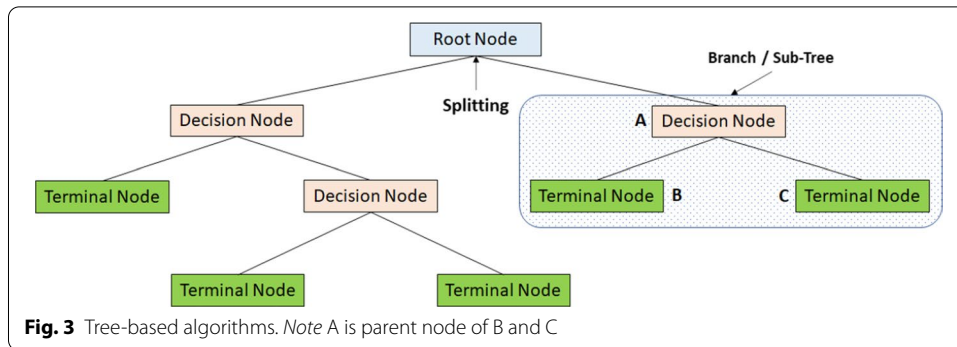 Root Node
Branch / Sub-Tree
Splitting
Decision Node
A Decision Node
Terminal Node
Decision Node
Terminal Node B
C Terminal Node
Terminal Node
Terminal Node
Fig. 3 Tree-based algorithms. Note A is parent node of B and C